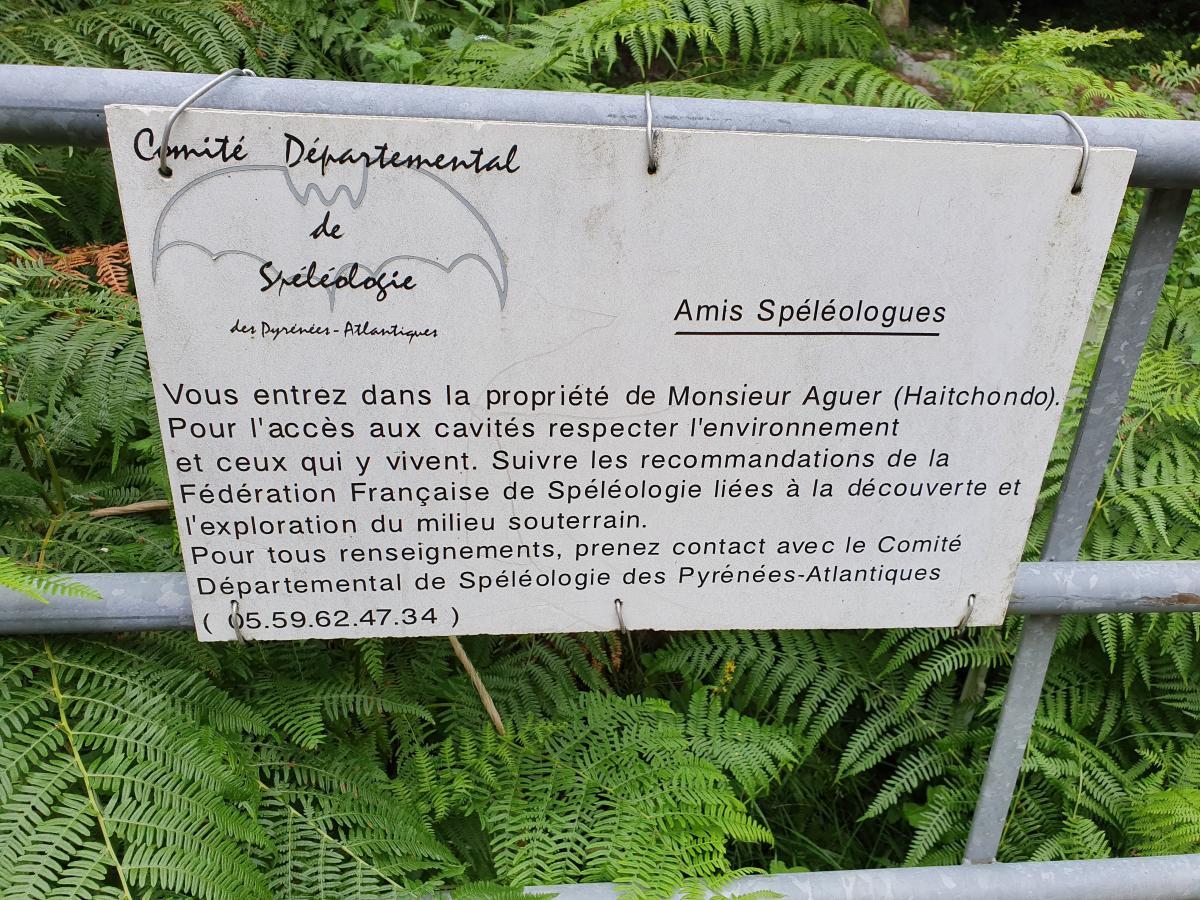 Comité Départemental
de
Spéléologie
des Pyrénées-Atlantiques
Amis Spéléologues
Vous entrez dans la propriété de Monsieur Aguer (Haitchondo).
Pour l'accès aux cavités respecter l'environnement
et ceux qui y vivent. Suivre les recommandations de la
Fédération Française de Spéléologie liées à la découverte et
l'exploration du milieu souterrain.
Pour tous renseignements, prenez contact avec le Comité
Départemental de Spéléologie des Pyrénées-Atlantiques
( 05.59.62.47.34 )